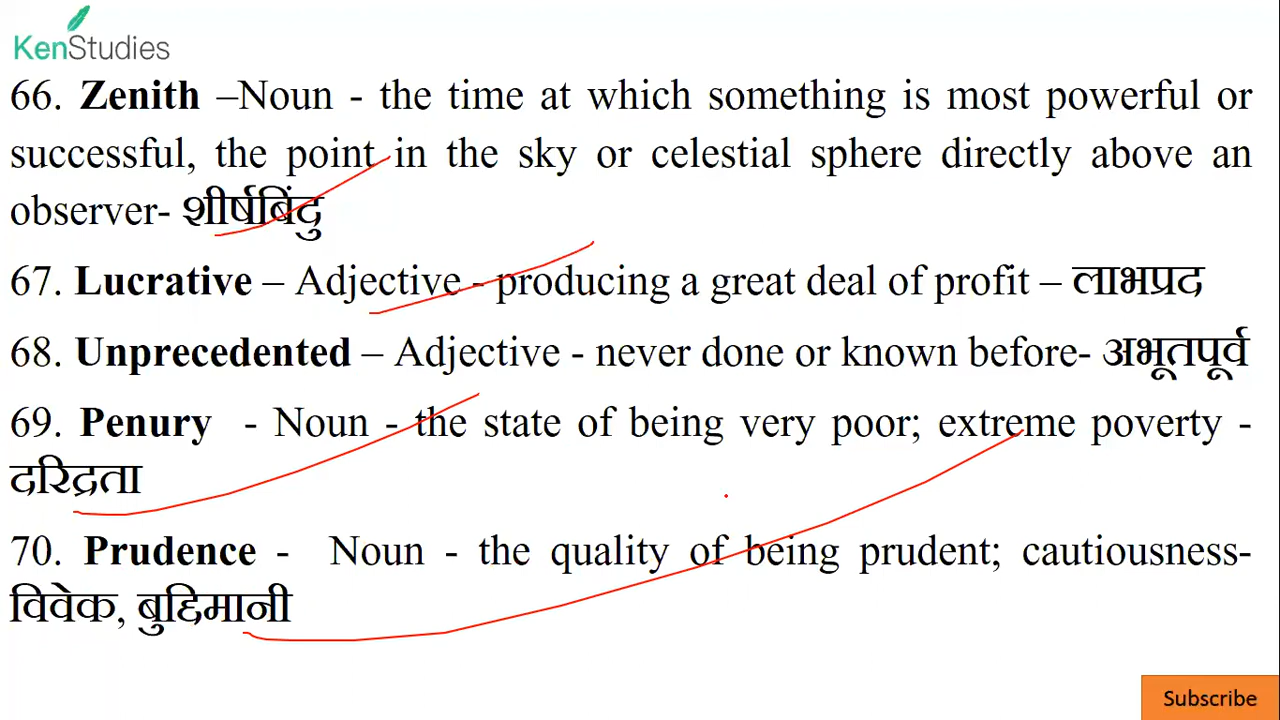 KenStudies
66. Zenith –Noun - the time at which something is most powerful or
successful, the point in the sky or celestial sphere directly above an
observer- शीर्षबिंदु
67. Lucrative – Adjective - producing a great deal of profit – लाभप्रद
68. Unprecedented – Adjective - never done or known before- अभूतपूर्व
69. Penury - Noun - the state of being very poor; extreme poverty -
दरिद्रता
70. Prudence - Noun - the quality of being prudent; cautiousness-
विवेक, बुद्दिमानी
Subscribe